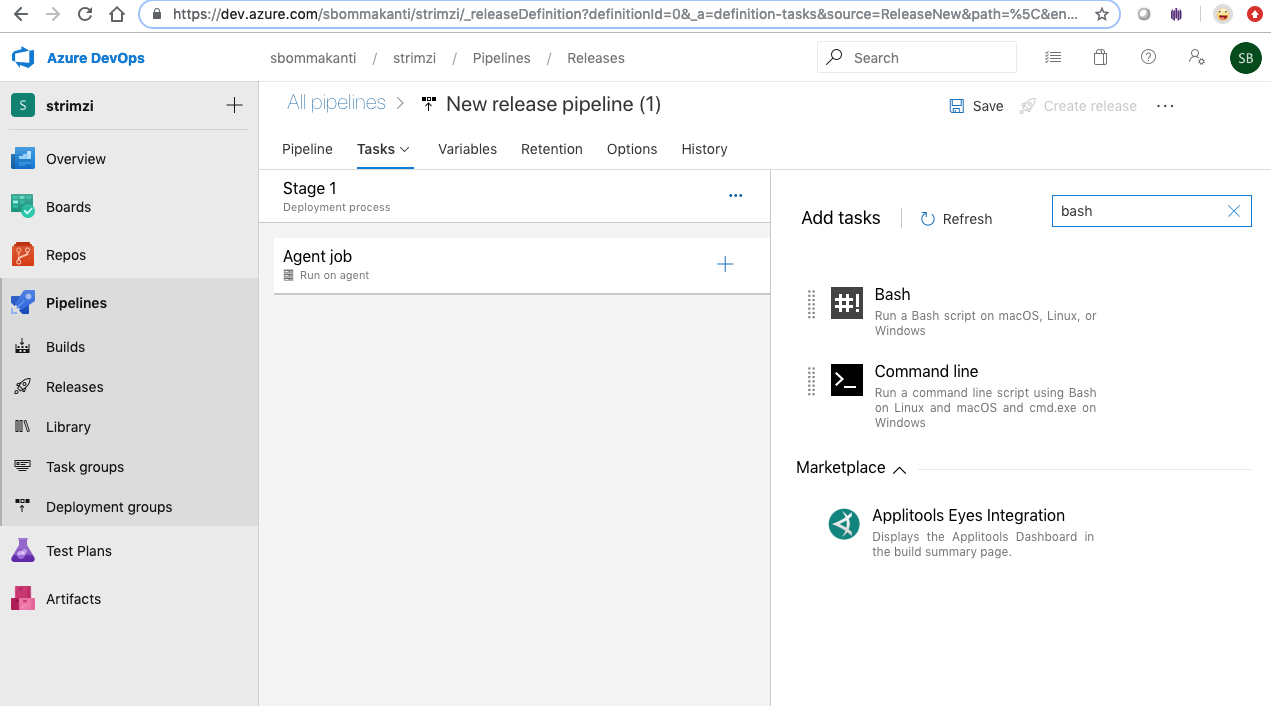 https://dev.azure.com/sbommakanti/strimzi/_releaseDefinition?definitionId=0&_a=definition-tasks&source=ReleaseNew&path=%5C&en...
Azure DevOps
sbommakanti / strimzi / Pipelines / Releases
Search
SB
S strimzi
All pipelines > New release pipeline (1)
Save
Create release
Pipeline Tasks Variables Retention Options History
Overview
Boards
Repos
Pipelines
Builds
Releases
Library
Task groups
Deployment groups
Test Plans
Artifacts
Stage 1
Deployment process
Agent job
Run on agent
Add tasks
Refresh
bash
#!
Bash
Run a Bash script on macOS, Linux, or
Windows
>_
Command line
Run a command line script using Bash
on Linux and macOS and cmd.exe on
Windows
Marketplace
Applitools Eyes Integration
Displays the Applitools Dashboard in
the build summary page.